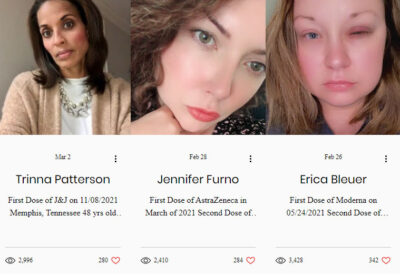 Mar 2
Trinna Patterson
First Dose of J&J on 11/08/2021
Memphis, Tennessee 48 yrs old..
2,996
280
Feb 28
Jennifer Furno
First Dose of AstraZeneca in
March of 2021 Second Dose of..
2,410
284
Feb 26
Erica Bleuer
First Dose of Moderna on
05/24/2021 Second Dose of...
3,428
342